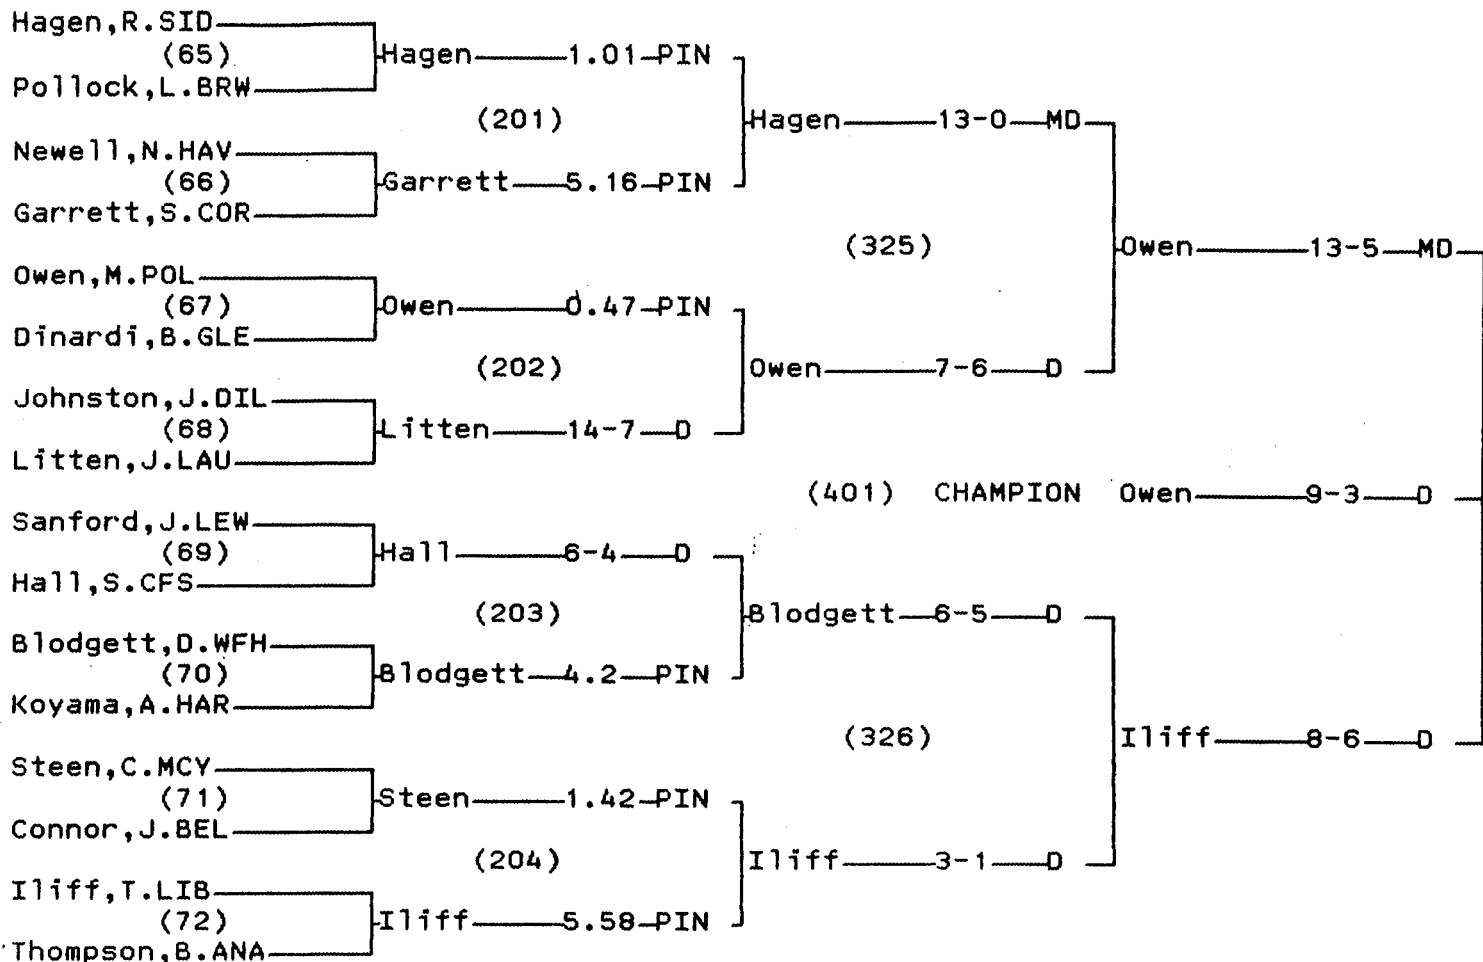 Hagen,R.SID
(65) Hagen 1.01 PIN
Pollock,L.BRW
(201) Hagen 13-0 MD
Newell,N.HAV
(66) Garrett 5.16 PIN
Garrett,S.COR
(325) Owen 13-5 MD
Owen,M.POL
(67) Owen 0.47 PIN
Dinardi,B.GLE
(202) Owen 7-6 D
Johnston,J.DIL
(68) Litten 14-7 D
Litten,J.LAU
(401) CHAMPION Owen 9-3 D
Sanford,J.LEW
(69) Hall 6-4 D
Hall,S.CFS
(203) Blodgett 6-5 D
Blodgett,D.WFH
(70) Blodgett 4.2 PIN
Koyama,A.HAR
(326) Iliff 8-6 D
Steen,C.MCY
(71) Steen 1.42 PIN
Connor,J.BEL
(204) Iliff 3-1 D
Iliff,T.LIB
(72) Iliff 5.58 PIN
Thompson,B.ANA